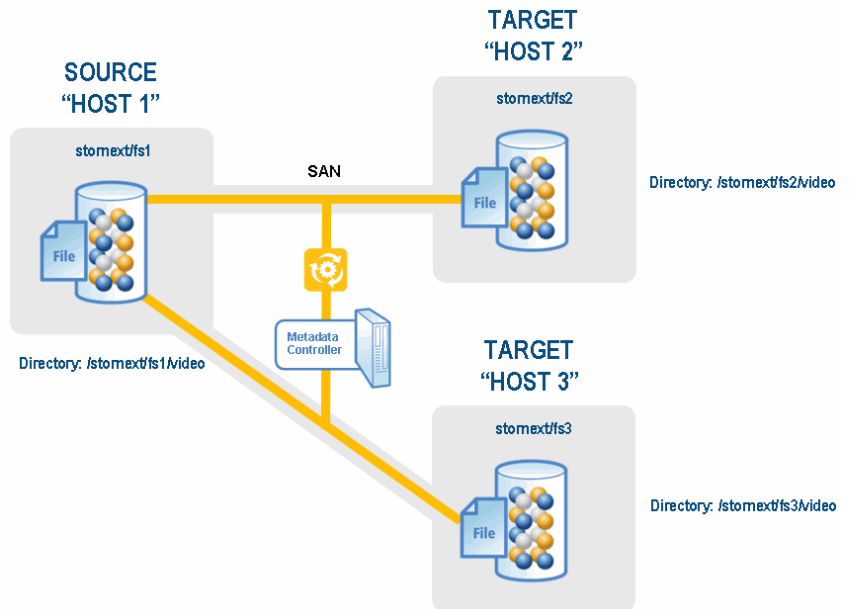 TARGET
“HOST 2”
SOURCE
“HOST 1”
stornext/fs2
stornext/fs1
SAN
Directory: /stornext/fs2/video
File
File
Metadata
Controller
Directory: /stornext/fs1/video
TARGET
“HOST 3”
stornext/fs3
Directory: /stornext/fs3/video
File